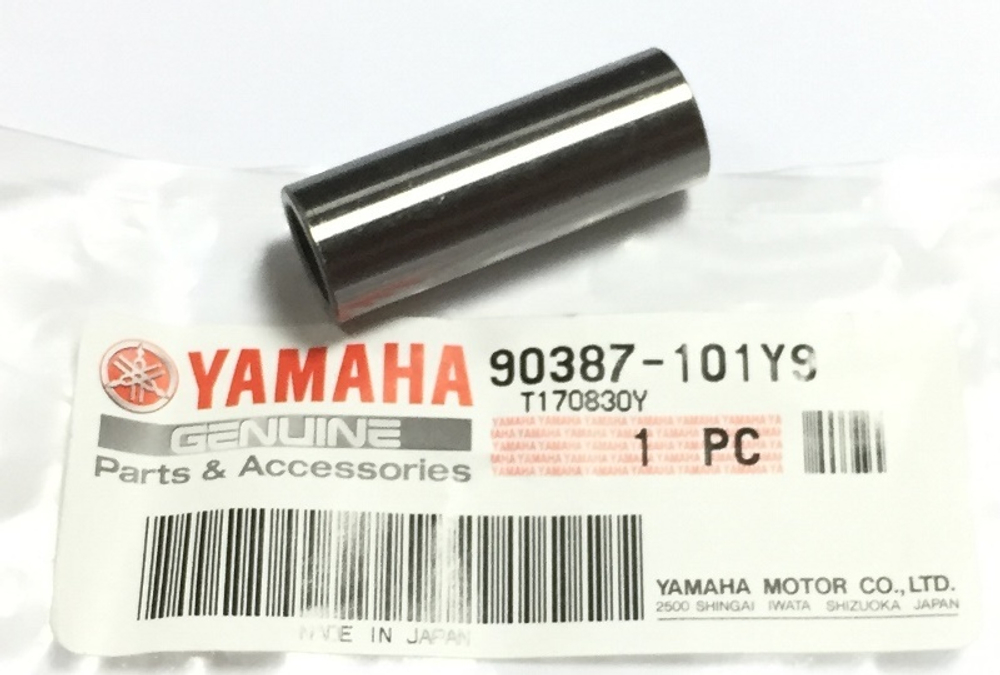 YAMAHA 90387-101Y9
T170830Y
GENUINE
Parts & Accessories
1 PC
YAMAHA MOTOR CO.,LTD.
2500 SHINGAI IWATA SHIZUOKA JAPAN
MADE IN JAPAN